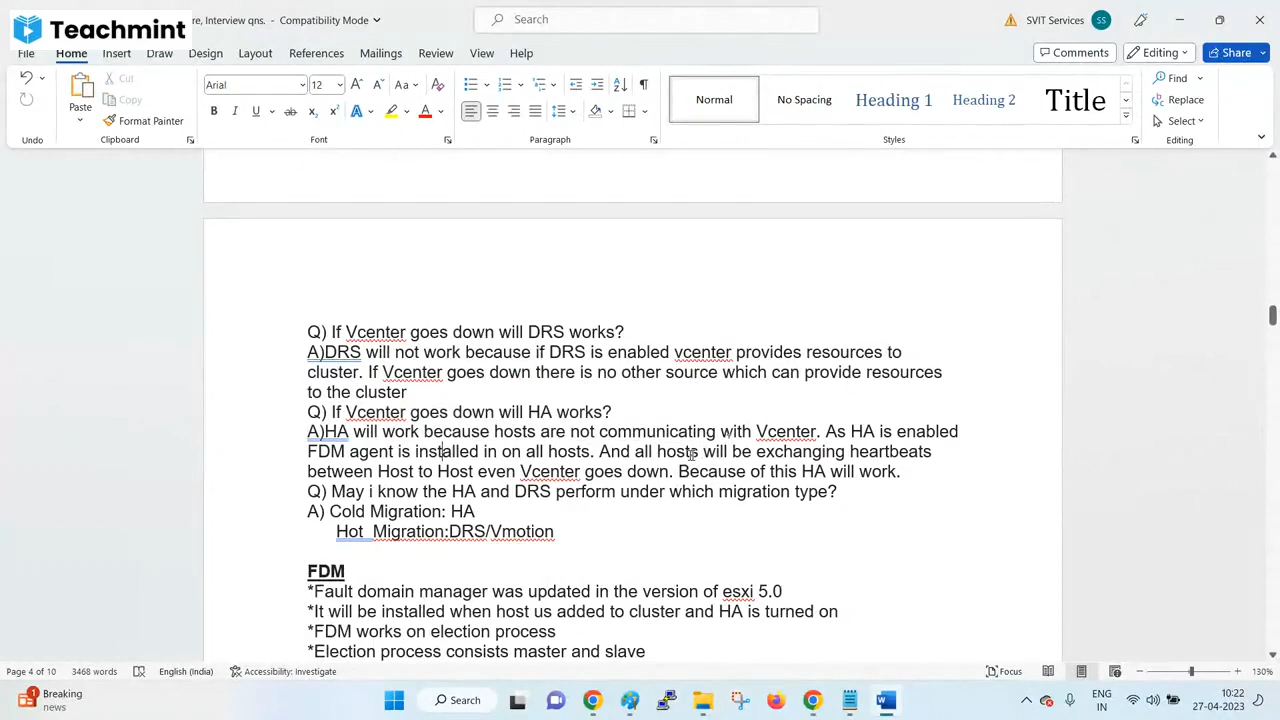 Teachmint
re, Interview qns. - Compatibility Mode
Search
SVIT Services
SS
File Home Insert Draw Design Layout References Mailings Review View Help
Comments
Editing
Share
Undo
Paste
Cut
Copy
Format Painter
Clipboard
Arial
12
Font
Paragraph
Normal
No Spacing
Heading 1
Heading 2
Title
Styles
Find
Replace
Select
Editing
Q) If Vcenter goes down will DRS works?
A)DRS will not work because if DRS is enabled vcenter provides resources to
cluster. If Vcenter goes down there is no other source which can provide resources
to the cluster
Q) If Vcenter goes down will HA works?
A)HA will work because hosts are not communicating with Vcenter. As HA is enabled
FDM agent is installed in on all hosts. And all hosts will be exchanging heartbeats
between Host to Host even Vcenter goes down. Because of this HA will work.
Q) May i know the HA and DRS perform under which migration type?
A) Cold Migration: HA
Hot Migration:DRS/Vmotion
FDM
*Fault domain manager was updated in the version of esxi 5.0
*It will be installed when host us added to cluster and HA is turned on
*FDM works on election process
*Election process consists master and slave
Page 4 of 10 3468 words English (India) Accessibility: Investigate Focus 130%
1
Breaking
news
Search
ENG
IN
10:22
27-04-2023